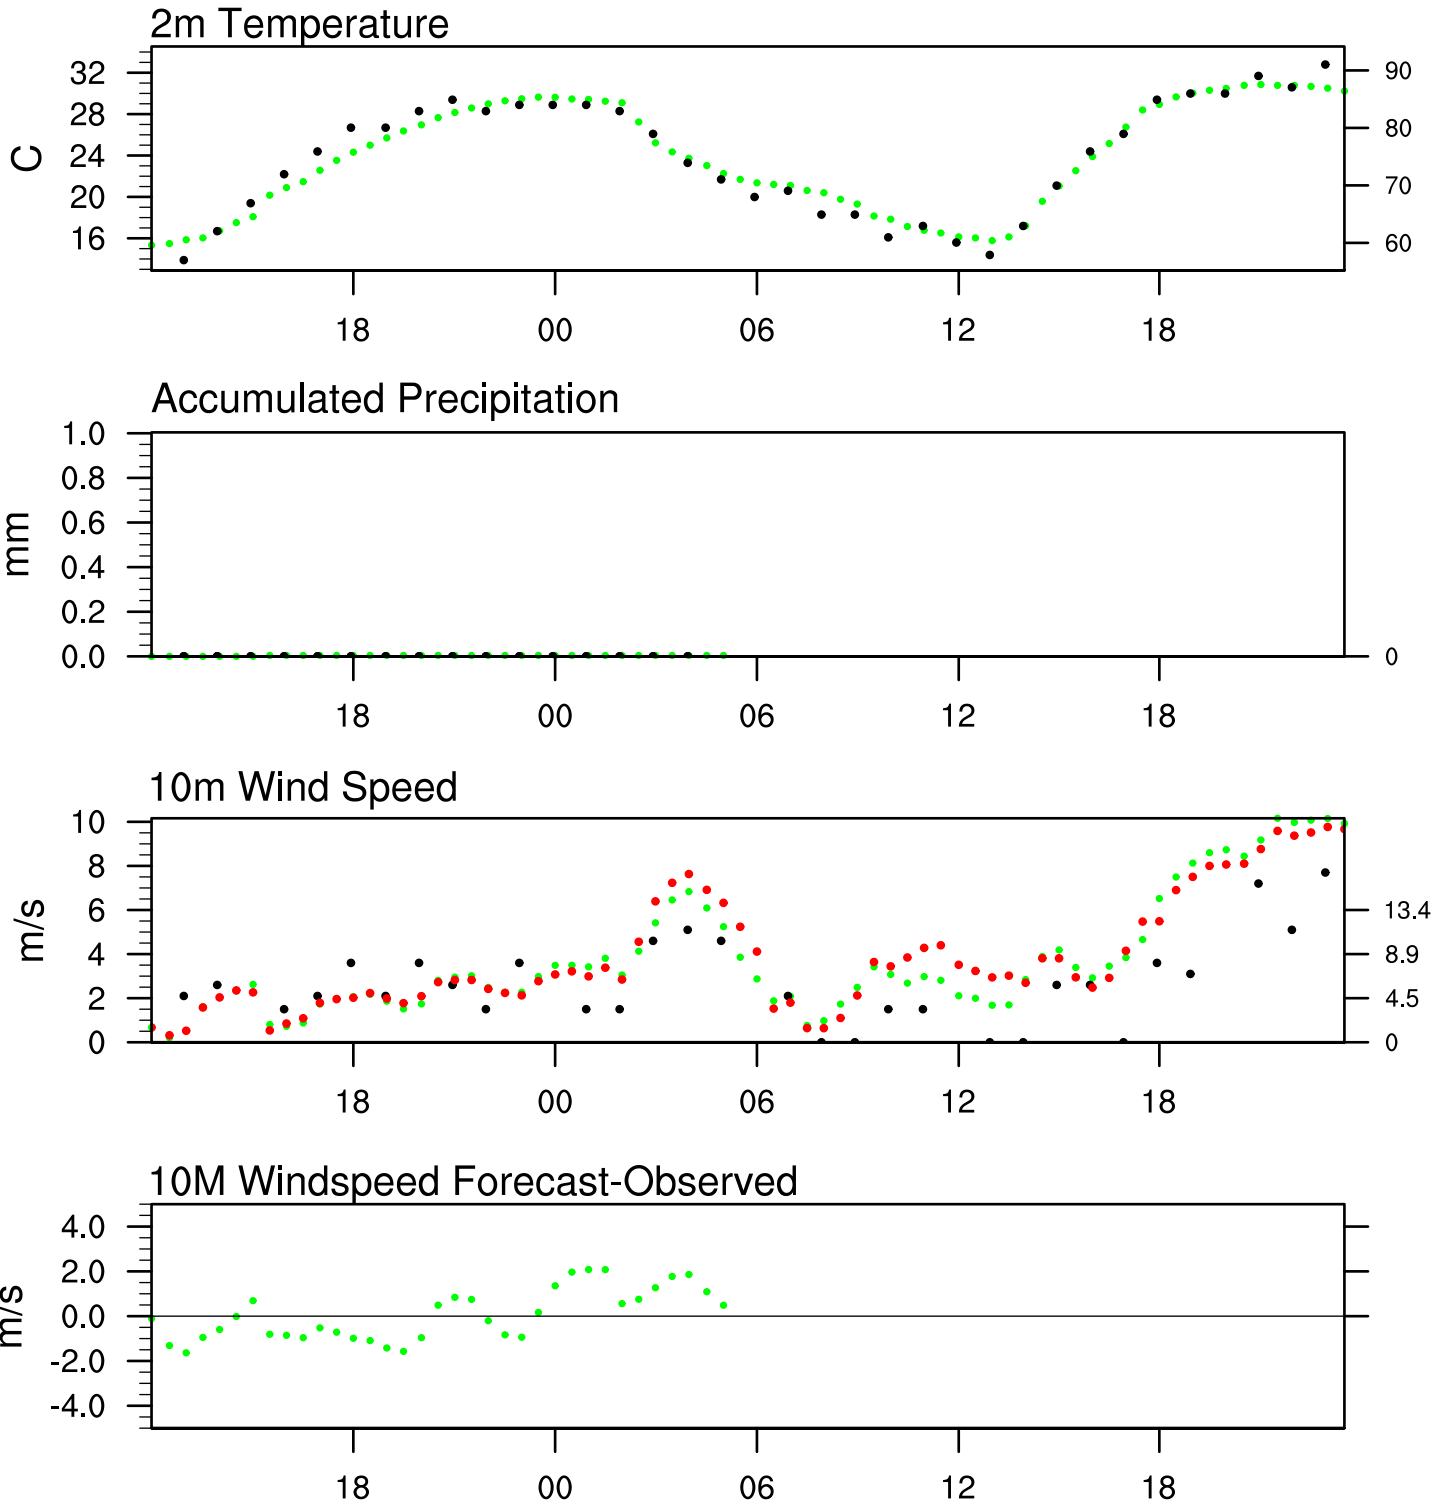 2m Temperature
32
28
24
20
16
C
90
80
70
60
18 00 06 12 18
Accumulated Precipitation
1.0
0.8
0.6
0.4
0.2
0.0
mm
0
18 00 06 12 18
10m Wind Speed
10
8
6
4
2
0
m/s
13.4
8.9
4.5
0
18 00 06 12 18
10M Windspeed Forecast-Observed
4.0
2.0
0.0
-2.0
-4.0
m/s
18 00 06 12 18